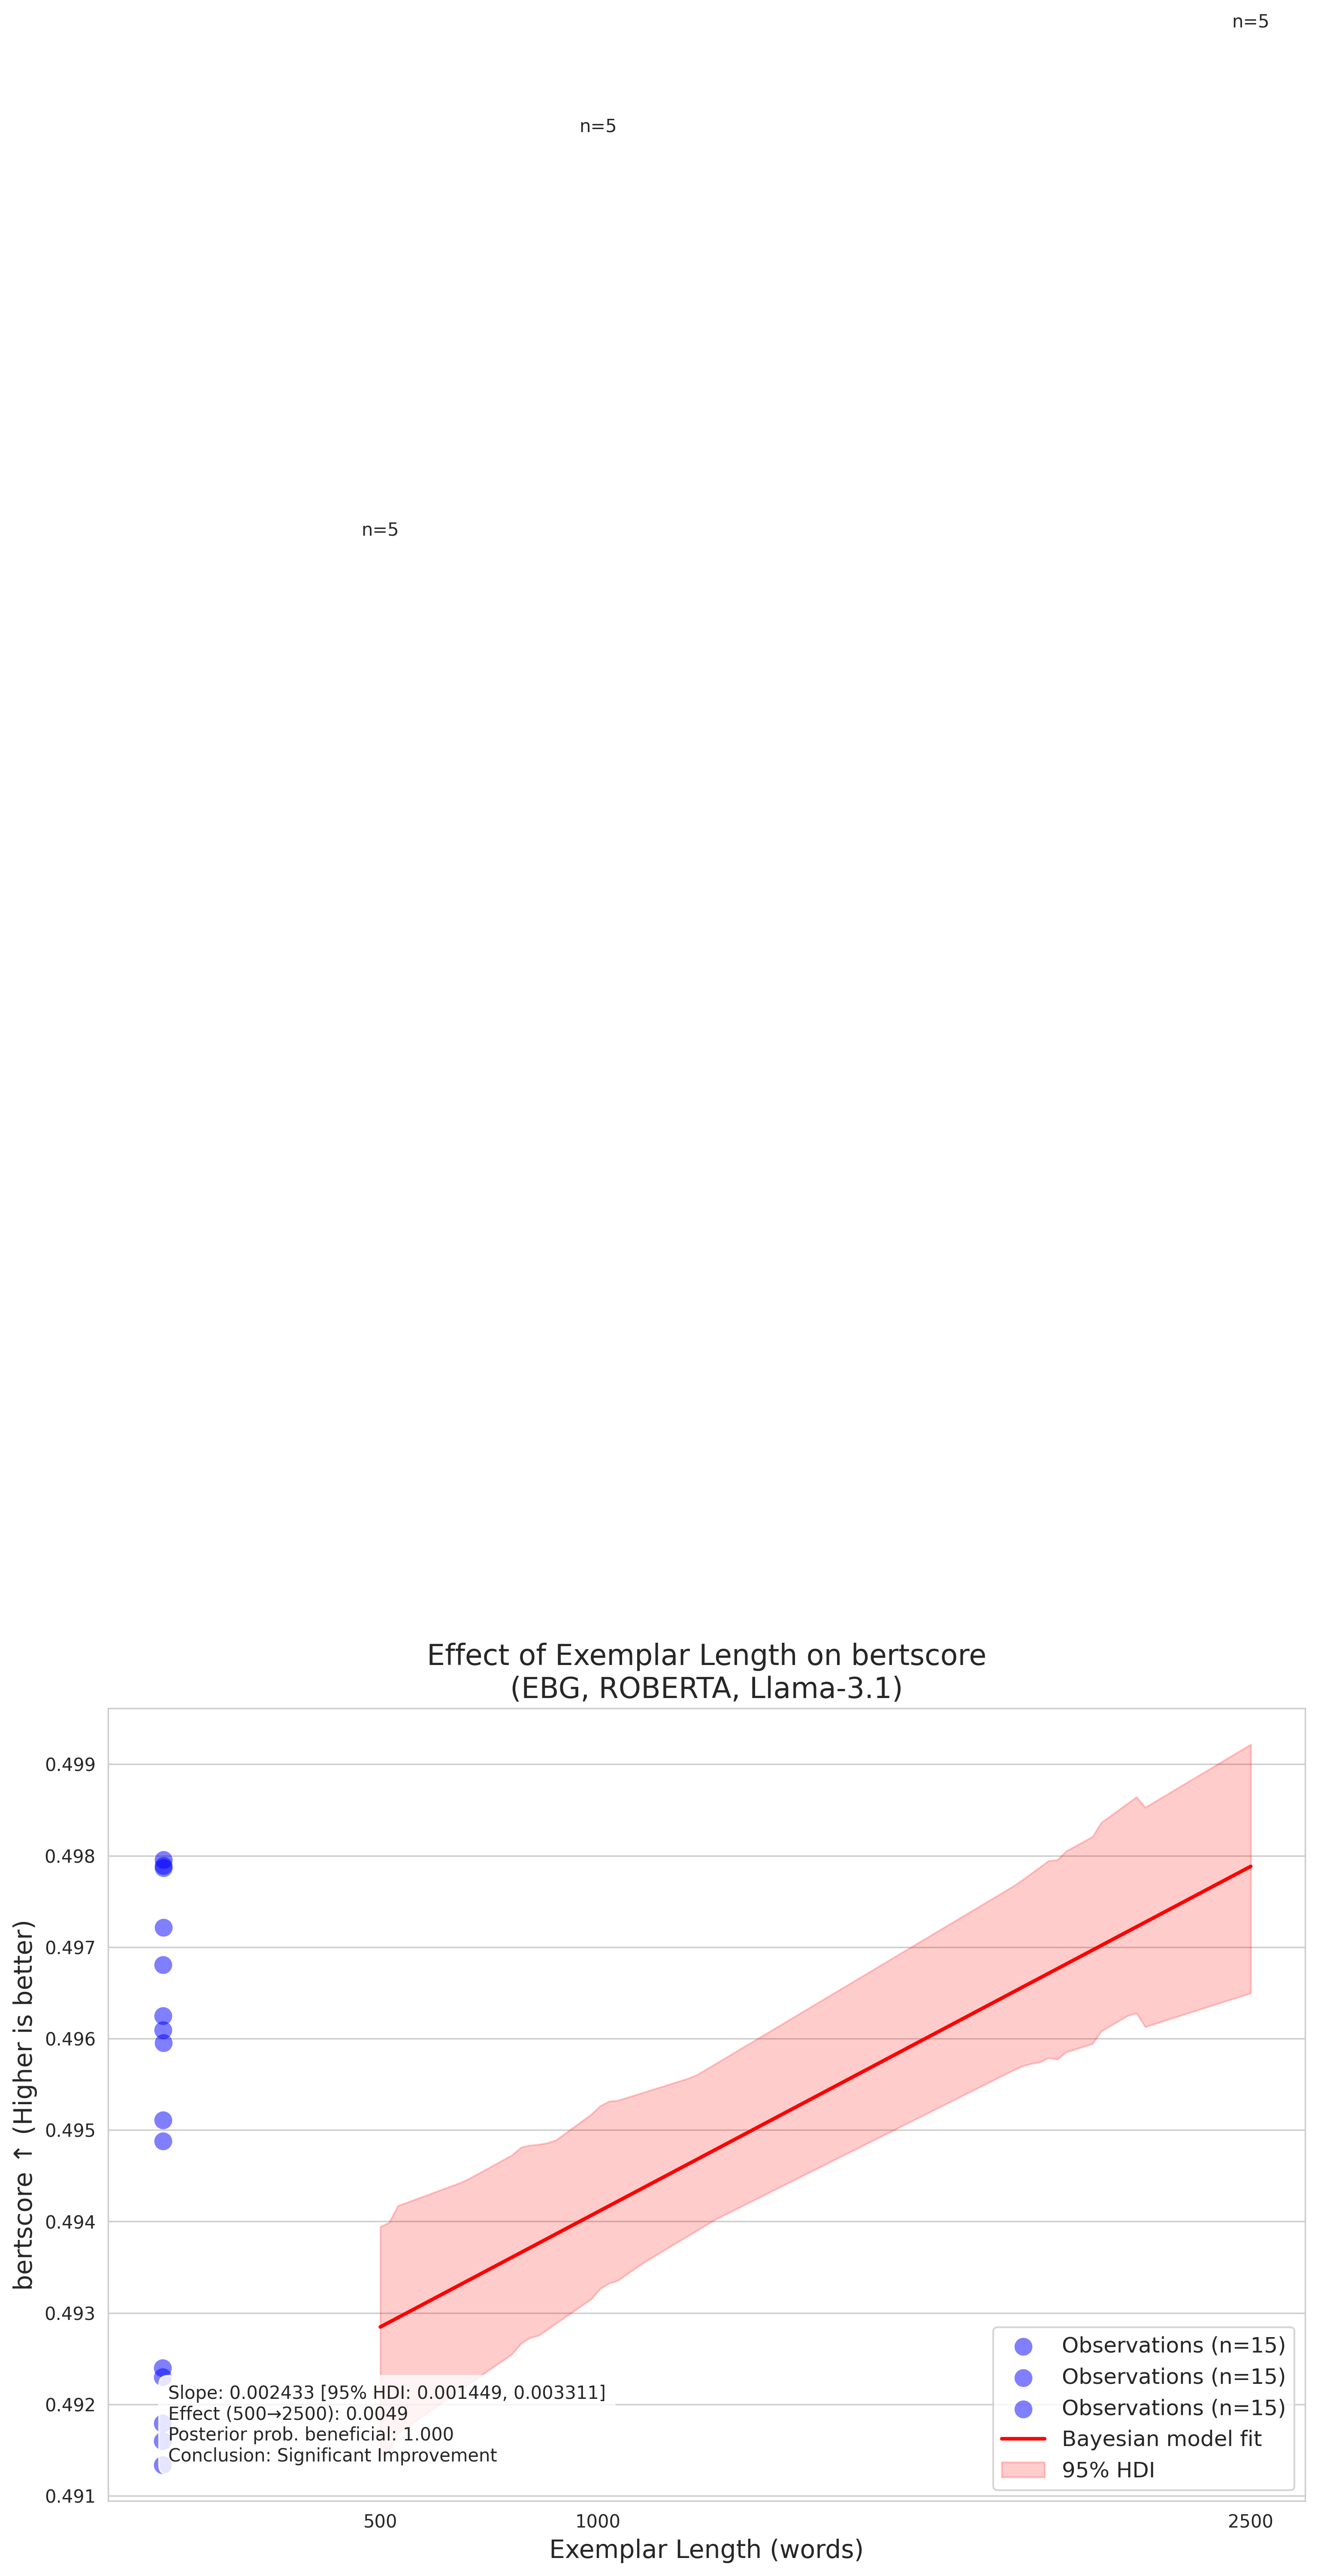 n=5
n=5
n=5
Effect of Exemplar Length on bertscore
(EBG, ROBERTA, Llama-3.1)
bertscore ↑ (Higher is better)
0.499
0.498
0.497
0.496
0.495
0.494
0.493
0.492
0.491
Slope: 0.002433 [95% HDI: 0.001449, 0.003311]
Effect (500→2500): 0.0049
Posterior prob. beneficial: 1.000
Conclusion: Significant Improvement
Observations (n=15)
Observations (n=15)
Observations (n=15)
Bayesian model fit
95% HDI
500
1000
2500
Exemplar Length (words)